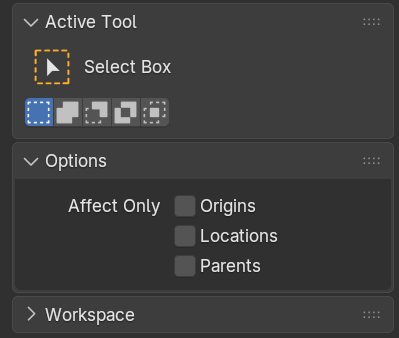 Active Tool
Select Box
Options
Affect Only Origins
Locations
Parents
Workspace